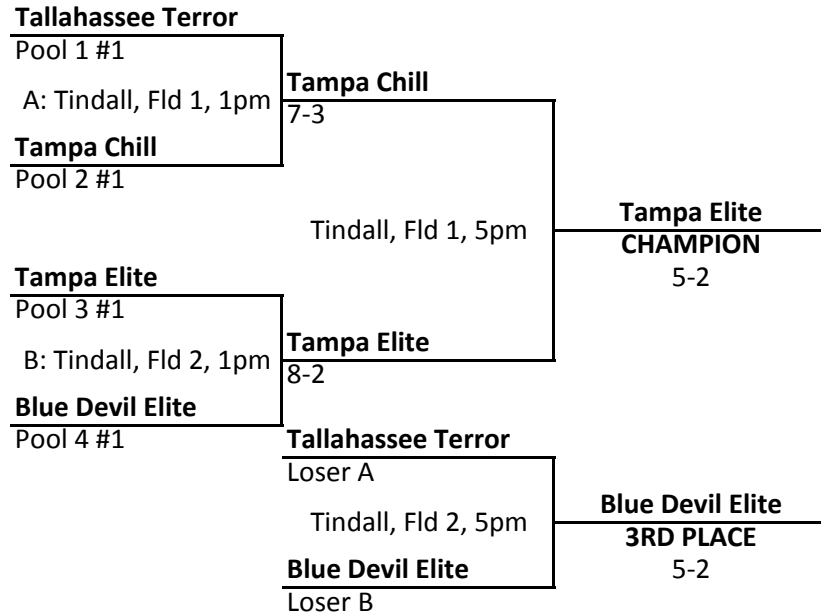 Tallahassee Terror
Pool 1 #1
A: Tindall, Fld 1, 1pm
Tampa Chill
7-3
Tampa Chill
Pool 2 #1
Tindall, Fld 1, 5pm
Tampa Elite
CHAMPION
5-2
Tampa Elite
Pool 3 #1
B: Tindall, Fld 2, 1pm
Tampa Elite
8-2
Blue Devil Elite
Pool 4 #1
Tallahassee Terror
Loser A
Tindall, Fld 2, 5pm
Blue Devil Elite
3RD PLACE
5-2
Blue Devil Elite
Loser B